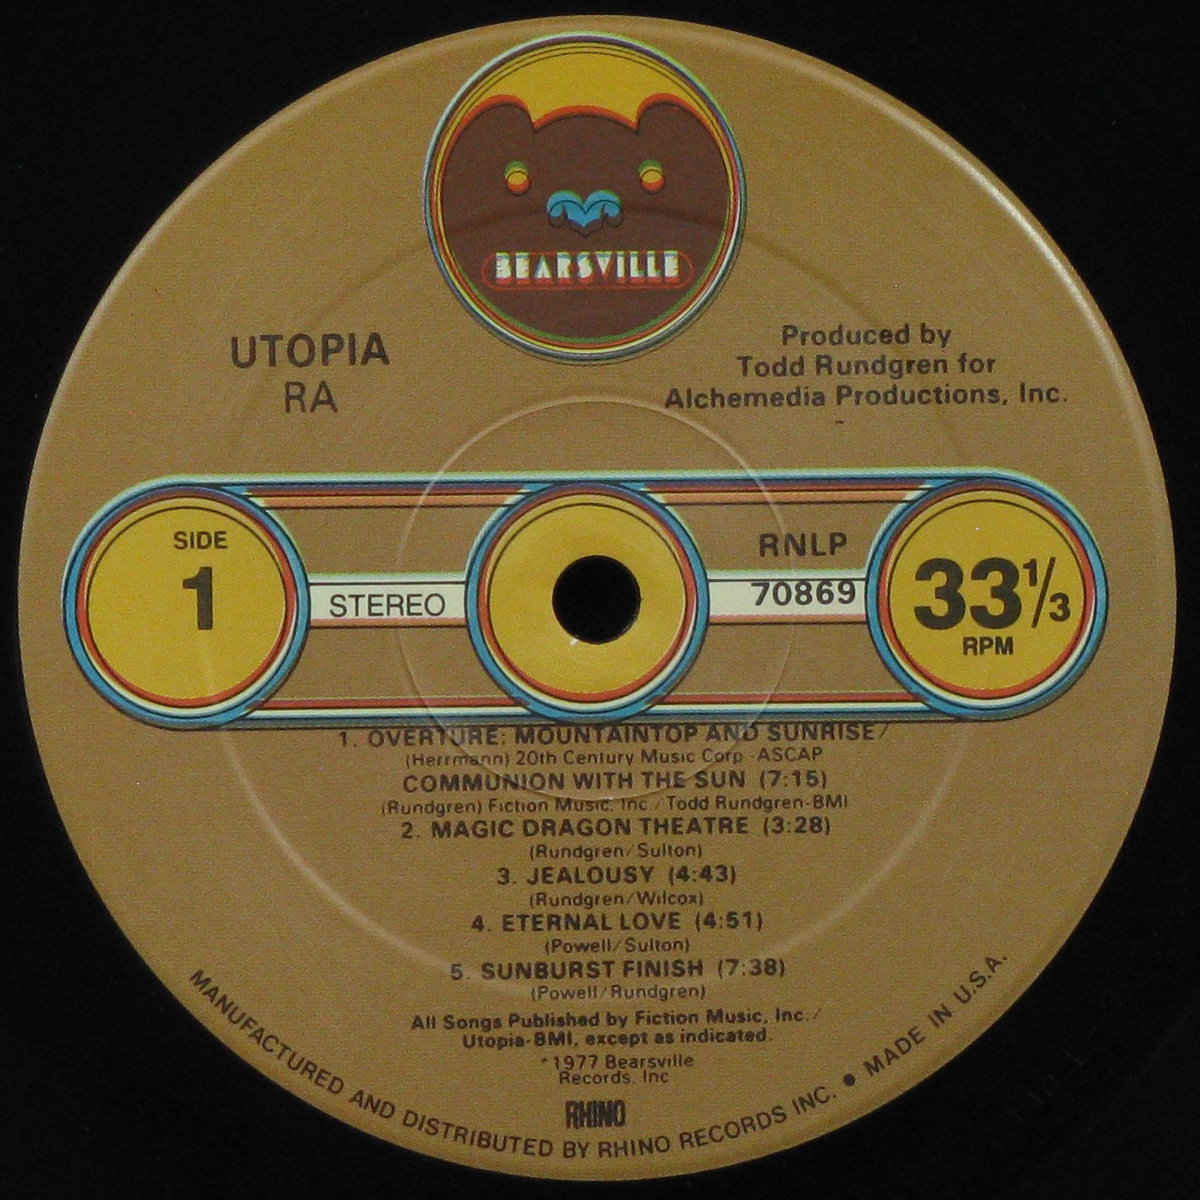 BEARSVILLE
UTOPIA
RA
Produced by
Todd Rundgren for
Alchemedia Productions, Inc.
SIDE
1
STEREO
RNLP
70869
33 1/3
RPM
1. OVERTURE: MOUNTAINTOP AND SUNRISE/
(Herrmann) 20th Century Music Corp -ASCAP
COMMUNION WITH THE SUN (7:15)
(Rundgren) Fiction Music, Inc./Todd Rundgren-BMI
2. MAGIC DRAGON THEATRE (3:28)
(Rundgren/Sulton)
3. JEALOUSY (4:43)
(Rundgren/Wilcox)
4. ETERNAL LOVE (4:51)
(Powell/Sulton)
5. SUNBURST FINISH (7:38)
(Powell/Rundgren)
All Songs Published by Fiction Music, Inc./
Utopia-BMI, except as indicated.
1977 Bearsville
Records, Inc
RHINO
MANUFACTURED AND DISTRIBUTED BY RHINO RECORDS INC. ● MADE IN U.S.A.